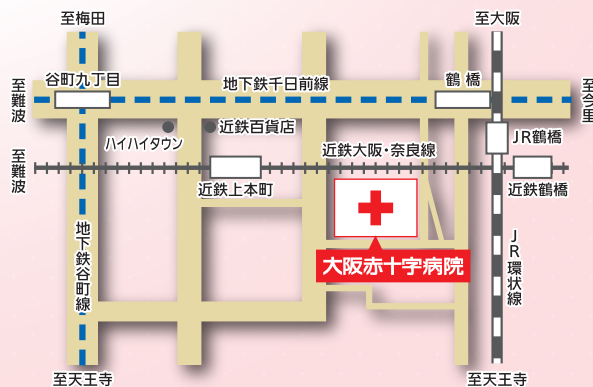 至梅田
至大阪
至難波
谷町九丁目
地下鉄千日前線
鶴橋
至今里
ハイハイタウン
近鉄百貨店
JR鶴橋
至難波
近鉄大阪・奈良線
近鉄上本町
近鉄鶴橋
地下鉄谷町線
大阪赤十字病院
JR環状線
至天王寺
至天王寺